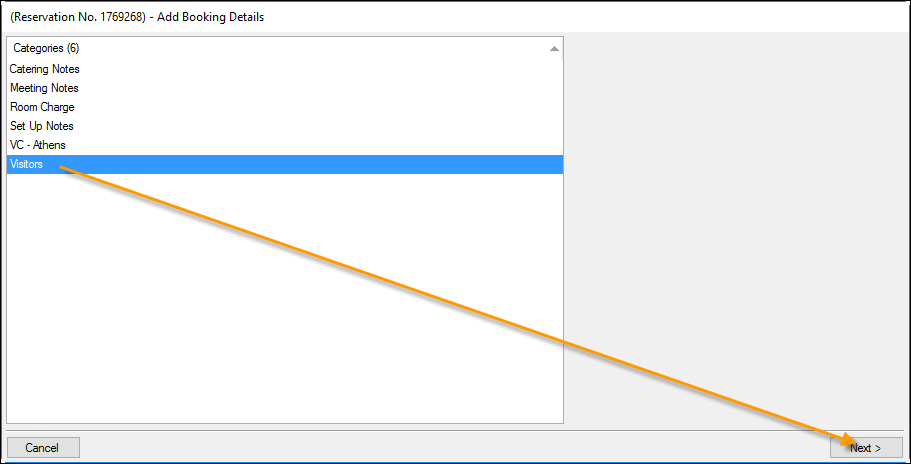 (Reservation No. 1769268) - Add Booking Details
Categories (6)
Catering Notes
Meeting Notes
Room Charge
Set Up Notes
VC - Athens
Visitors
Cancel
Next >